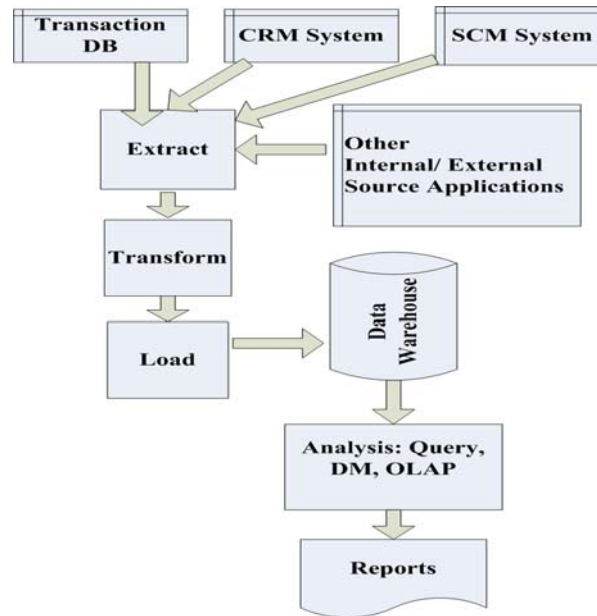 Transaction
DB
CRM System
SCM System
Extract
Other
Internal/ External
Source Applications
Transform
Load
Data
Warehouse
Analysis: Query,
DM, OLAP
Reports